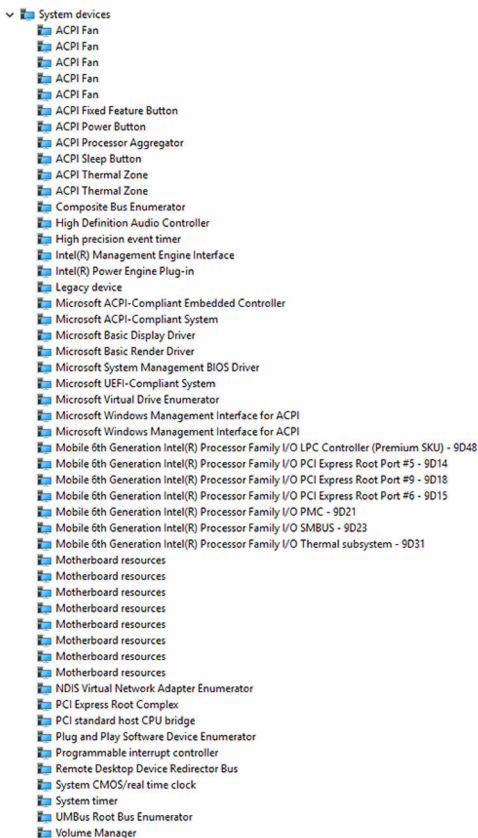 System devices
ACPI Fan
ACPI Fan
ACPI Fan
ACPI Fan
ACPI Fan
ACPI Fixed Feature Button
ACPI Power Button
ACPI Processor Aggregator
ACPI Sleep Button
ACPI Thermal Zone
ACPI Thermal Zone
Composite Bus Enumerator
High Definition Audio Controller
High precision event timer
Intel(R) Management Engine Interface
Intel(R) Power Engine Plug-in
Legacy device
Microsoft ACPI-Compliant Embedded Controller
Microsoft ACPI-Compliant System
Microsoft Basic Display Driver
Microsoft Basic Render Driver
Microsoft System Management BIOS Driver
Microsoft UEFI-Compliant System
Microsoft Virtual Drive Enumerator
Microsoft Windows Management Interface for ACPI
Microsoft Windows Management Interface for ACPI
Mobile 6th Generation Intel(R) Processor Family I/O LPC Controller (Premium SKU) - 9D48
Mobile 6th Generation Intel(R) Processor Family I/O PCI Express Root Port #5 - 9D14
Mobile 6th Generation Intel(R) Processor Family I/O PCI Express Root Port #9 - 9D18
Mobile 6th Generation Intel(R) Processor Family I/O PCI Express Root Port #6 - 9D15
Mobile 6th Generation Intel(R) Processor Family I/O PMC - 9D21
Mobile 6th Generation Intel(R) Processor Family I/O SMBUS - 9D23
Mobile 6th Generation Intel(R) Processor Family I/O Thermal subsystem - 9D31
Motherboard resources
Motherboard resources
Motherboard resources
Motherboard resources
Motherboard resources
Motherboard resources
Motherboard resources
Motherboard resources
NDIS Virtual Network Adapter Enumerator
PCI Express Root Complex
PCI standard host CPU bridge
Plug and Play Software Device Enumerator
Programmable interrupt controller
Remote Desktop Device Redirector Bus
System CMOS/real time clock
System timer
UMBus Root Bus Enumerator
Volume Manager